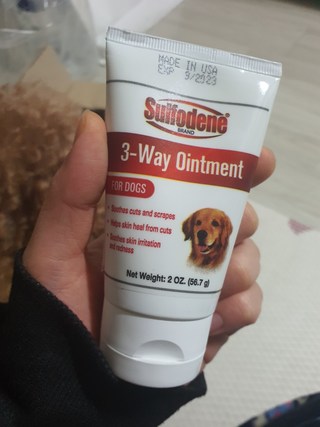 MADE IN USA
EXP 3/2023
Sulfodene®
BRAND
3-Way Ointment
FOR DOGS
Soothes cuts and scrapes
Helps skin heal from cuts
Soothes skin irritation
and redness
Net Weight: 2 OZ. (56.7 g)